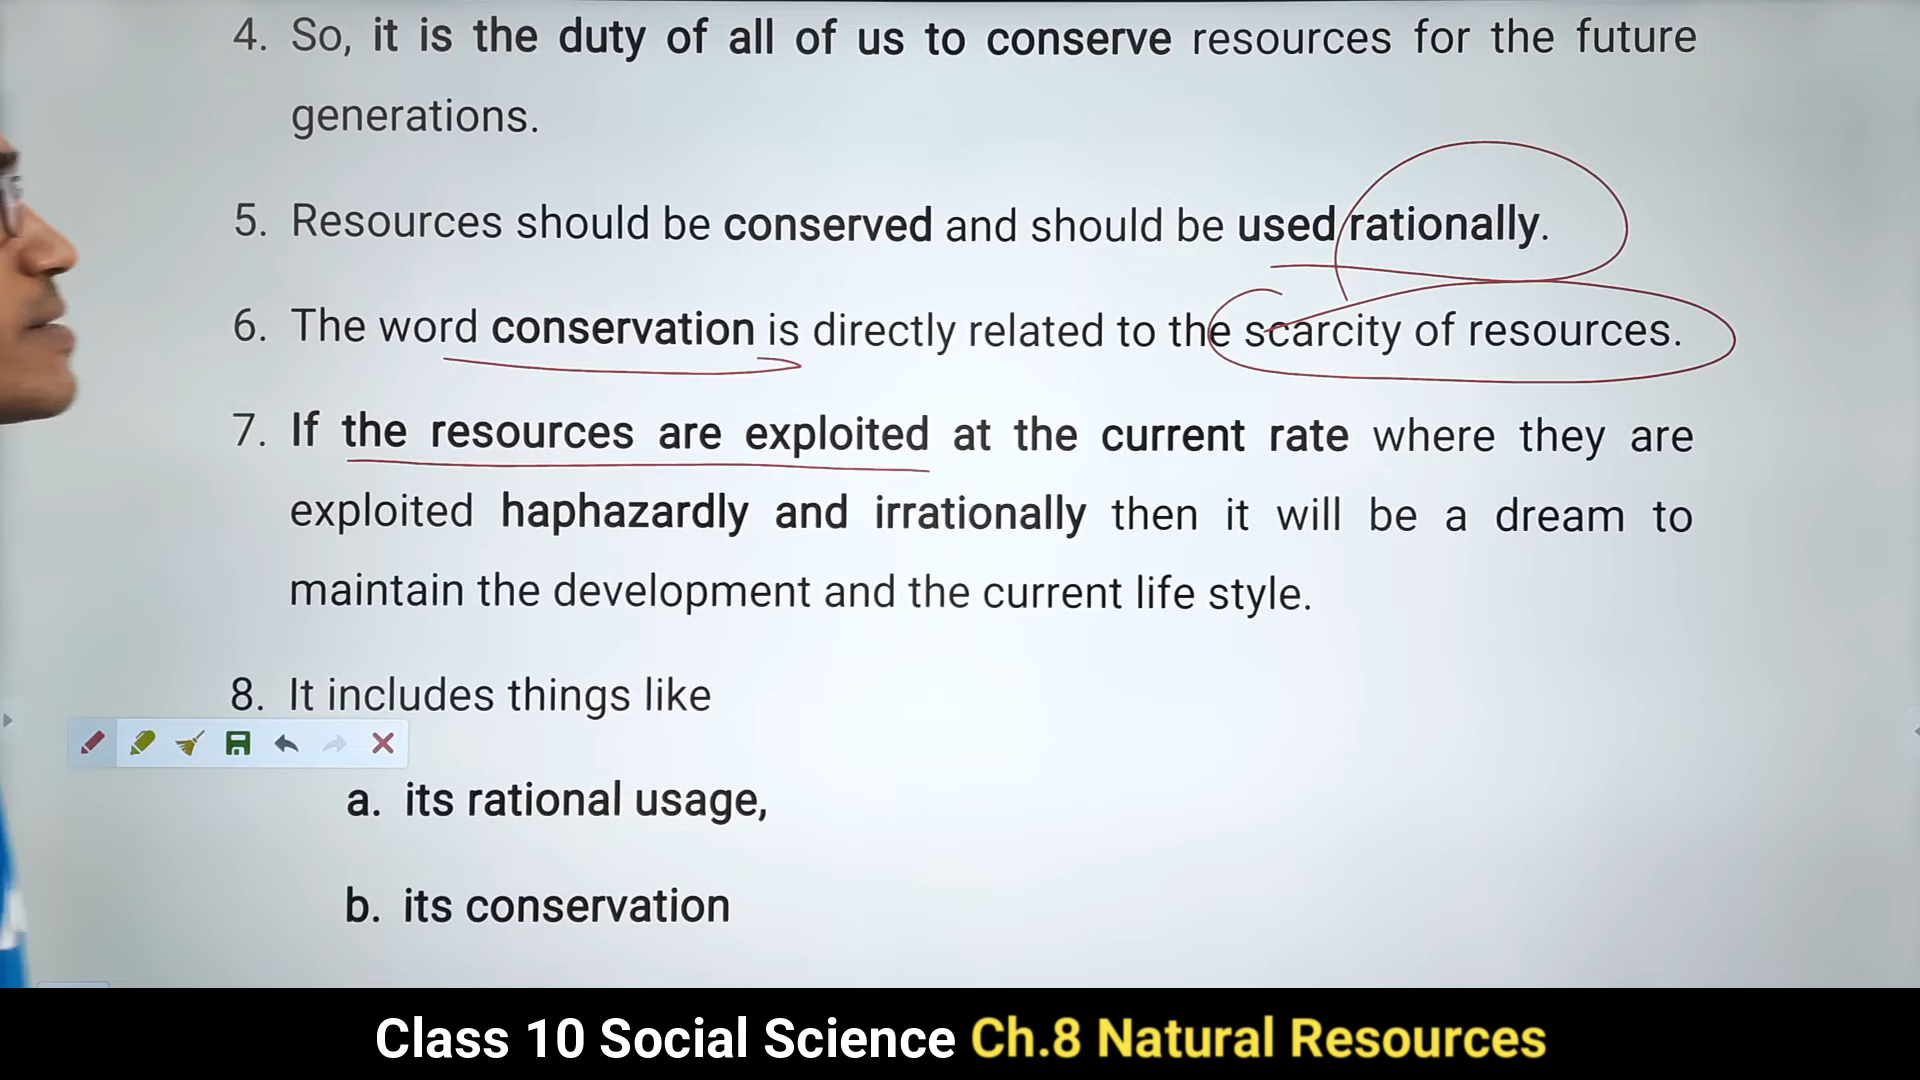 4. So, it is the duty of all of us to conserve resources for the future
generations.
5. Resources should be conserved and should be used rationally.
6. The word conservation is directly related to the scarcity of resources.
7. If the resources are exploited at the current rate where they are
exploited haphazardly and irrationally then it will be a dream to
maintain the development and the current life style.
8. It includes things like
a. its rational usage,
b. its conservation
Class 10 Social Science Ch.8 Natural Resources